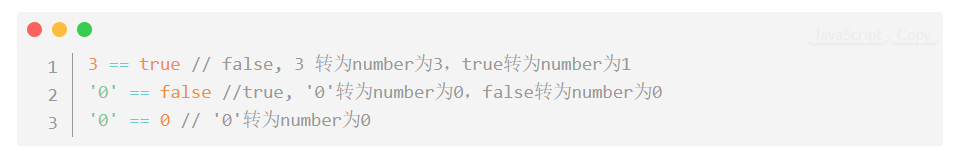 JavaScript Copy
1 3 == true // false, 3 转为number为3，true转为number为1
2 '0' == false //true, '0'转为number为0，false转为number为0
3 '0' == 0 // '0'转为number为0